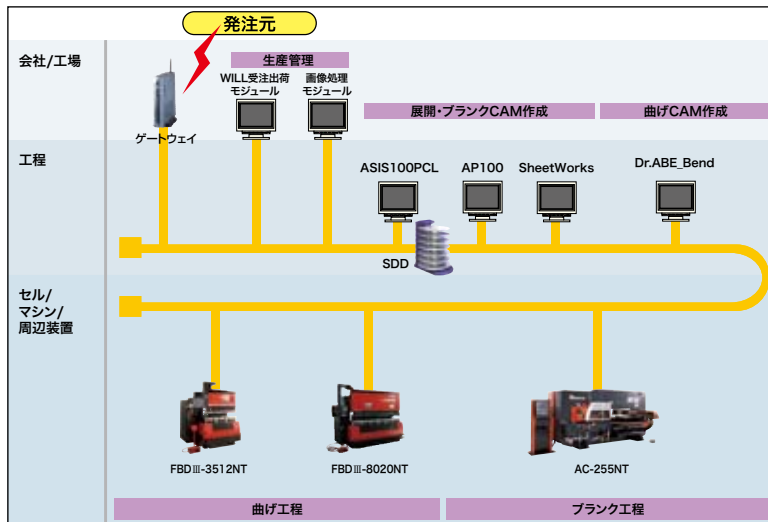 発注元
会社/工場
生産管理
WILL受注出荷
モジュール
画像処理
モジュール
展開・ブランクCAM作成
曲げCAM作成
ゲートウェイ
工程
ASIS100PCL
AP100
SheetWorks
Dr.ABE_Bend
SDD
セル/
マシン/
周辺装置
FBDⅢ-3512NT
FBDⅢ-8020NT
AC-255NT
曲げ工程
ブランク工程